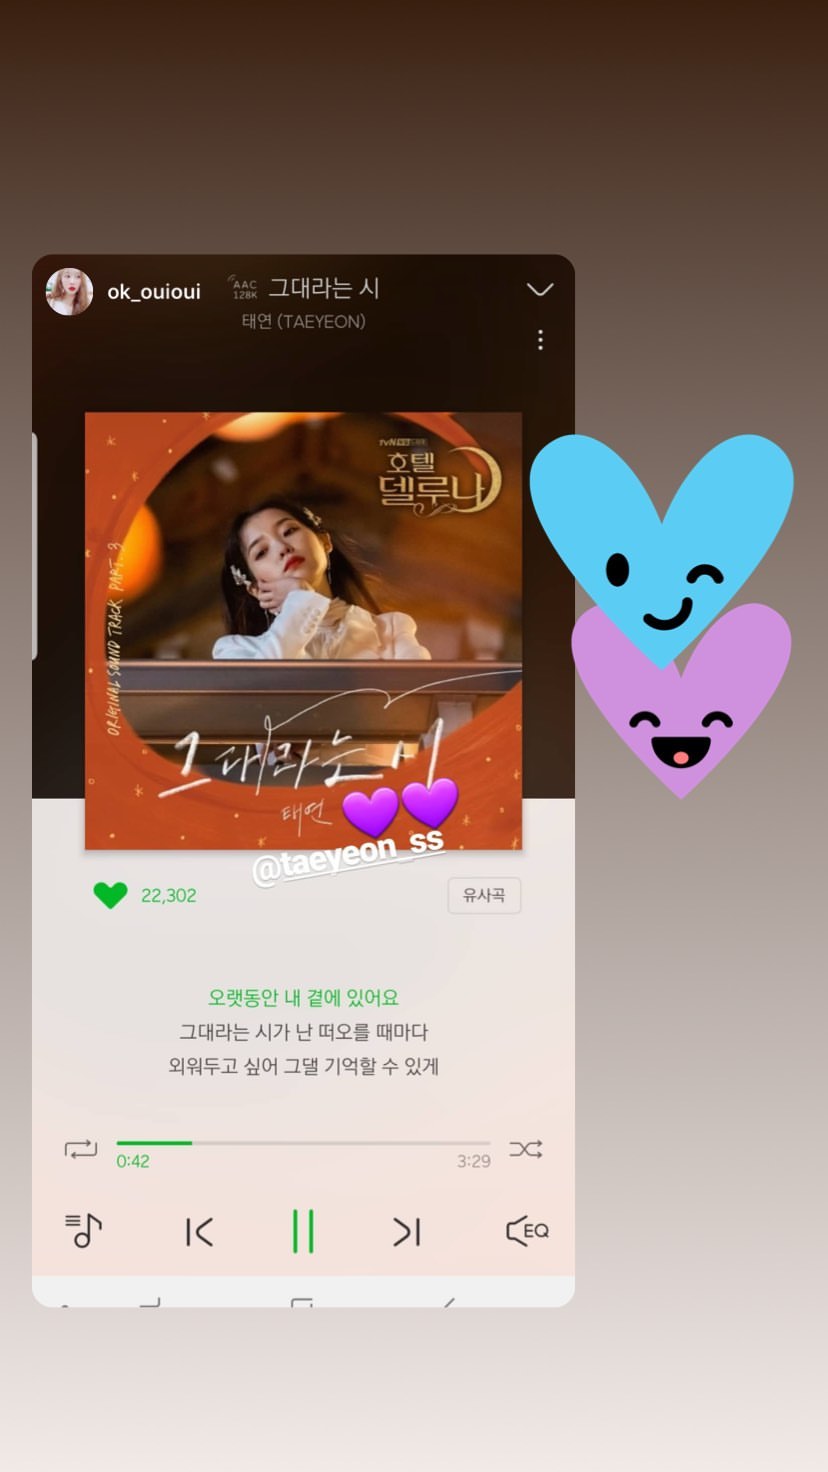 ok_ouioui
AAC
128K
그대라는 시
태연 (TAEYEON)
tvN
호텔
델루나
ORIGINAL SOUND TRACK PART. 3
그대라는 시
태연
@taeyeon_ss
22,302
유사곡
오랫동안 내 곁에 있어요
그대라는 시가 난 떠오를 때마다
외워두고 싶어 그댈 기억할 수 있게
0:42
3:29
EQ